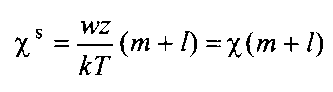 χ^s = wz/kT (m + l) = χ(m + l)